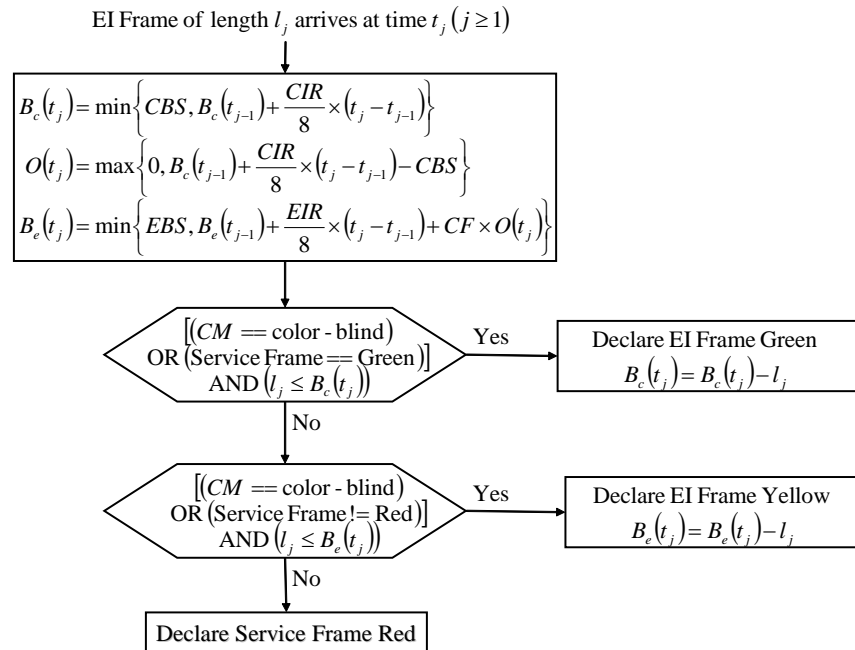 EI Frame of length l_j arrives at time t_j (j ≥ 1)
B_c(t_j) = min{CBS, B_c(t_{j-1}) + CIR/8 × (t_j − t_{j-1})}
O(t_j) = max{0, B_c(t_{j-1}) + CIR/8 × (t_j − t_{j-1}) − CBS}
B_e(t_j) = min{EBS, B_e(t_{j-1}) + EIR/8 × (t_j − t_{j-1}) + CF × O(t_j)}
[(CM == color - blind)
OR (Service Frame == Green)]
AND (l_j ≤ B_c(t_j))
Yes
Declare EI Frame Green
B_c(t_j) = B_c(t_j) − l_j
No
[(CM == color - blind)
OR (Service Frame != Red)]
AND (l_j ≤ B_e(t_j))
Yes
Declare EI Frame Yellow
B_e(t_j) = B_e(t_j) − l_j
No
Declare Service Frame Red